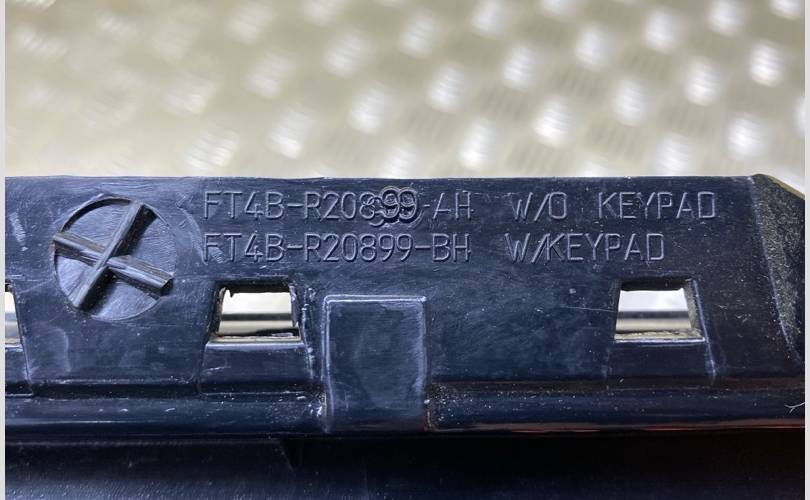 FT4B-R20899-AH W/O KEYPAD
FT4B-R20899-BH W/KEYPAD